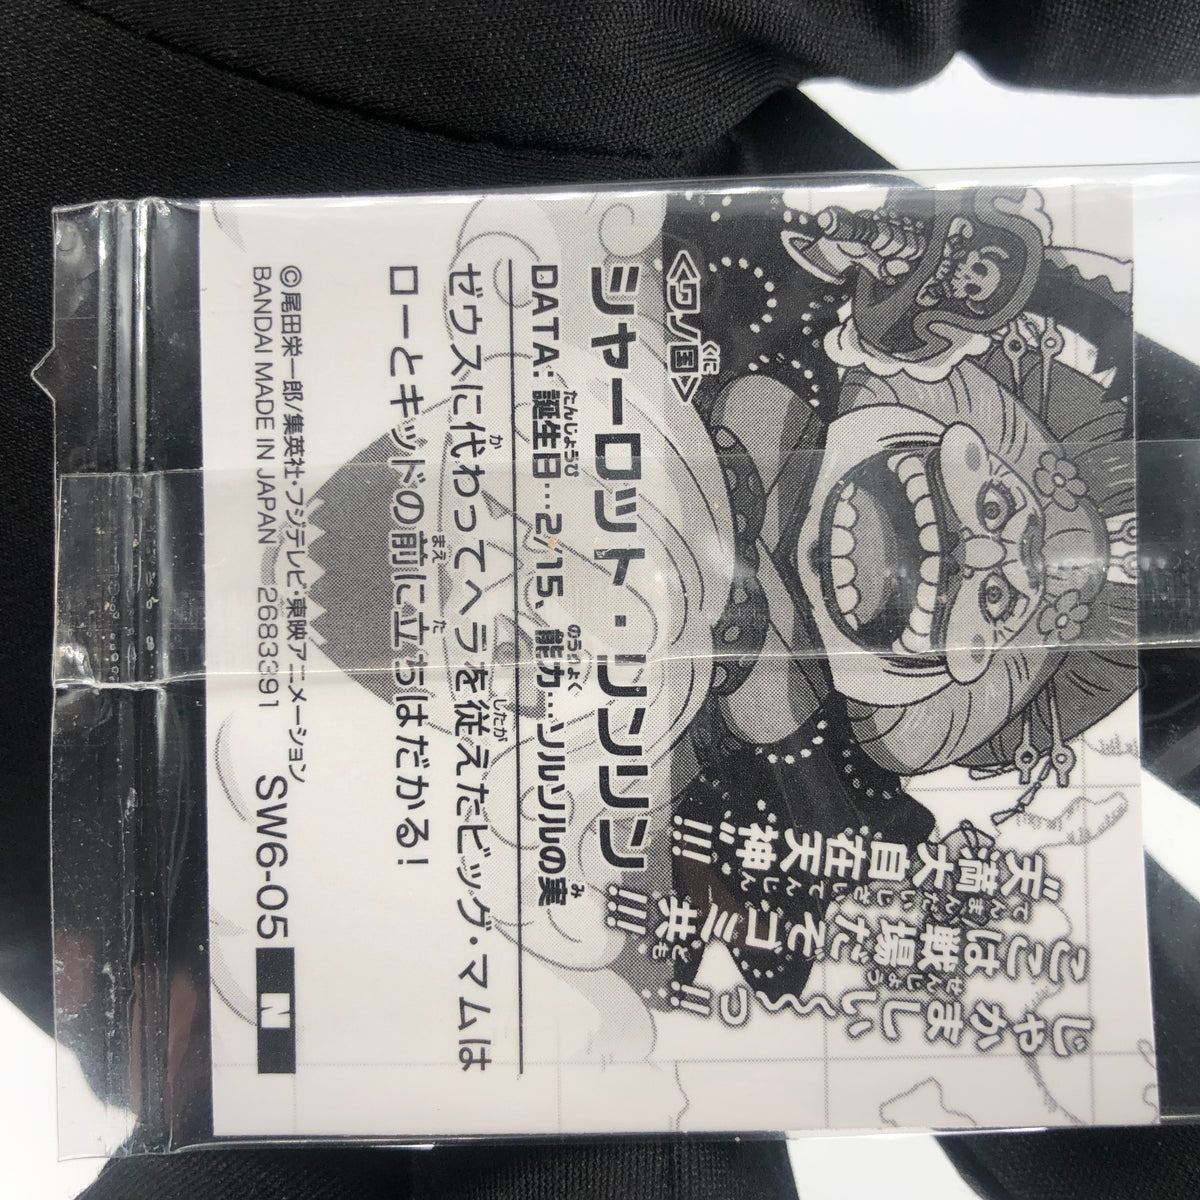 じゃかましい〜〜っ!!
ここは戦場だぞゴミ共!!!
〝天満大自在天神〟!!!
<ワノ国>
シャーロット・リンリン
DATA：誕生日…2/15、能力…ソルソルの実
ゼウスに代わってヘラを従えたビッグ・マムは
ローとキッドの前に立ちはだかる！
©尾田栄一郎/集英社・フジテレビ・東映アニメーション
BANDAI MADE IN JAPAN 2683391 SW6-05 N